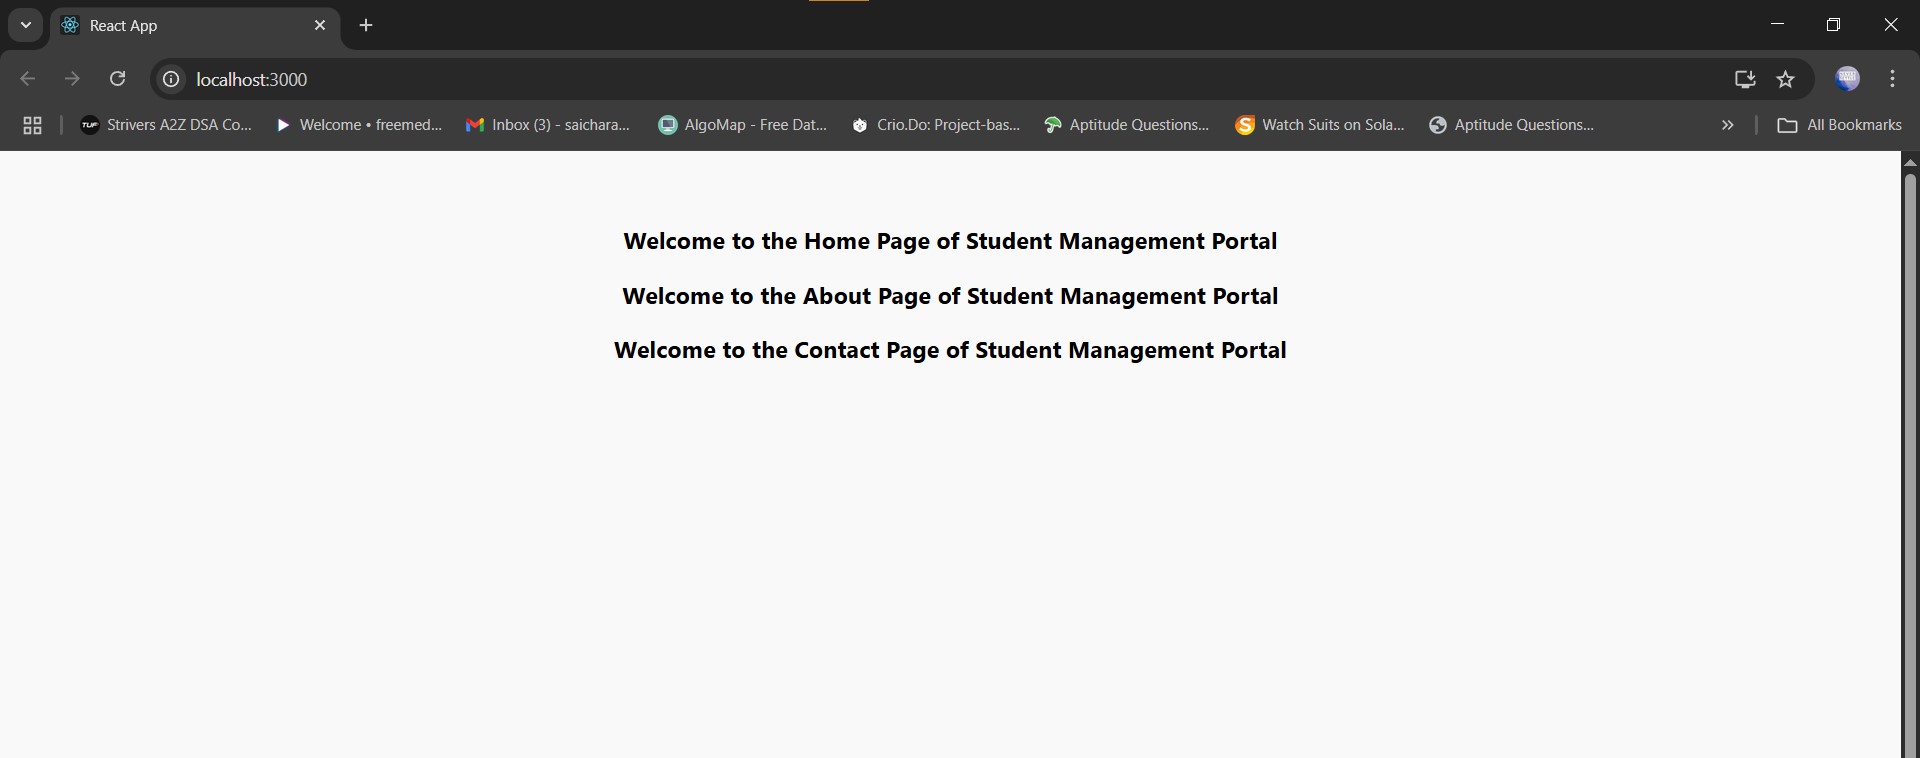 React App
localhost:3000
Strivers A2Z DSA Co...
Welcome • freemed...
Inbox (3) - saichara...
AlgoMap - Free Dat...
Crio.Do: Project-bas...
Aptitude Questions...
Watch Suits on Sola...
Aptitude Questions...
All Bookmarks
Welcome to the Home Page of Student Management Portal
Welcome to the About Page of Student Management Portal
Welcome to the Contact Page of Student Management Portal